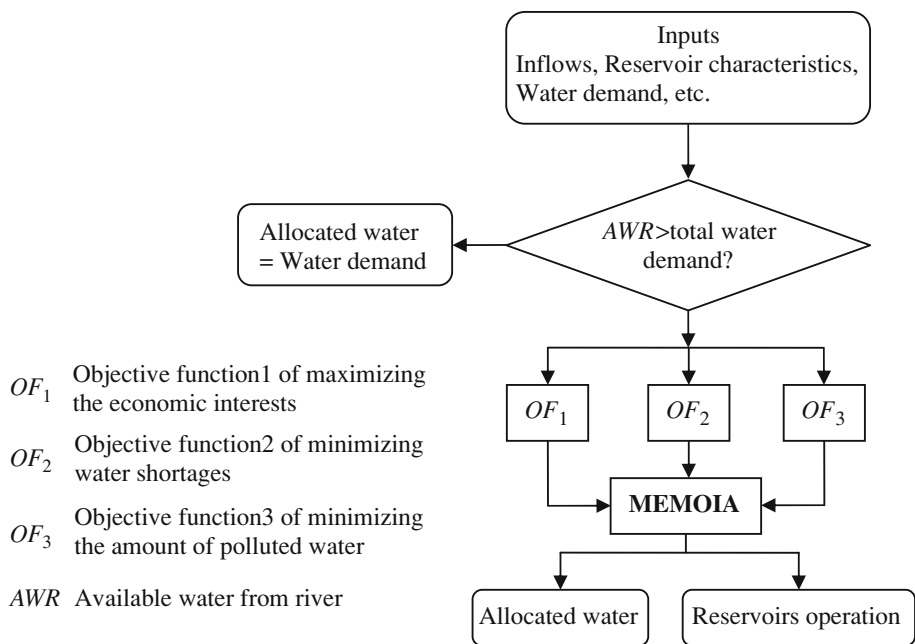 Inputs
Inflows, Reservoir characteristics,
Water demand, etc.
AWR>total water
demand?
Allocated water
= Water demand
OF1 Objective function1 of maximizing
the economic interests
OF2 Objective function2 of minimizing
water shortages
OF3 Objective function3 of minimizing
the amount of polluted water
AWR Available water from river
OF1
OF2
OF3
MEMOIA
Allocated water
Reservoirs operation